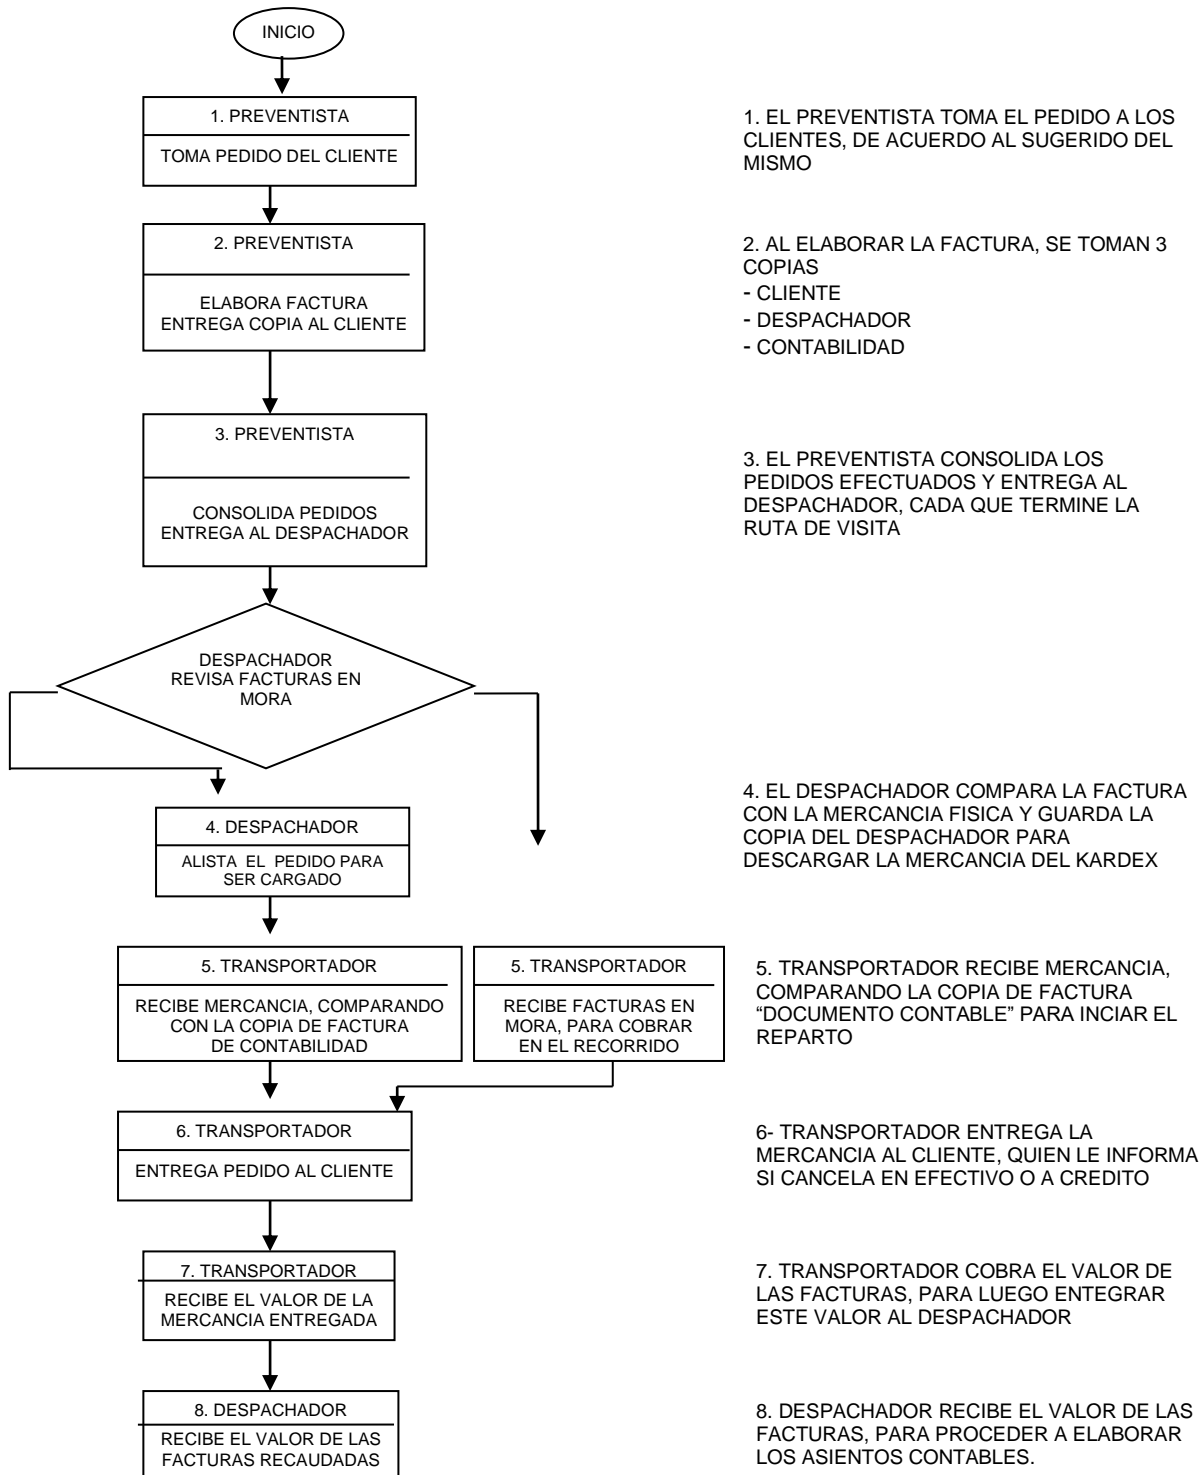 INICIO
1. PREVENTISTA
TOMA PEDIDO DEL CLIENTE
1. EL PREVENTISTA TOMA EL PEDIDO A LOS
CLIENTES, DE ACUERDO AL SUGERIDO DEL
MISMO
2. PREVENTISTA
ELABORA FACTURA
ENTREGA COPIA AL CLIENTE
2. AL ELABORAR LA FACTURA, SE TOMAN 3
COPIAS
- CLIENTE
- DESPACHADOR
- CONTABILIDAD
3. PREVENTISTA
CONSOLIDA PEDIDOS
ENTREGA AL DESPACHADOR
3. EL PREVENTISTA CONSOLIDA LOS
PEDIDOS EFECTUADOS Y ENTREGA AL
DESPACHADOR, CADA QUE TERMINE LA
RUTA DE VISITA
DESPACHADOR
REVISA FACTURAS EN
MORA
4. DESPACHADOR
ALISTA EL PEDIDO PARA
SER CARGADO
4. EL DESPACHADOR COMPARA LA FACTURA
CON LA MERCANCIA FISICA Y GUARDA LA
COPIA DEL DESPACHADOR PARA
DESCARGAR LA MERCANCIA DEL KARDEX
5. TRANSPORTADOR
RECIBE MERCANCIA, COMPARANDO
CON LA COPIA DE FACTURA
DE CONTABILIDAD
5. TRANSPORTADOR
RECIBE FACTURAS EN
MORA, PARA COBRAR
EN EL RECORRIDO
5. TRANSPORTADOR RECIBE MERCANCIA,
COMPARANDO LA COPIA DE FACTURA
“DOCUMENTO CONTABLE” PARA INCIAR EL
REPARTO
6. TRANSPORTADOR
ENTREGA PEDIDO AL CLIENTE
6- TRANSPORTADOR ENTREGA LA
MERCANCIA AL CLIENTE, QUIEN LE INFORMA
SI CANCELA EN EFECTIVO O A CREDITO
7. TRANSPORTADOR
RECIBE EL VALOR DE LA
MERCANCIA ENTREGADA
7. TRANSPORTADOR COBRA EL VALOR DE
LAS FACTURAS, PARA LUEGO ENTEGRAR
ESTE VALOR AL DESPACHADOR
8. DESPACHADOR
RECIBE EL VALOR DE LAS
FACTURAS RECAUDADAS
8. DESPACHADOR RECIBE EL VALOR DE LAS
FACTURAS, PARA PROCEDER A ELABORAR
LOS ASIENTOS CONTABLES.